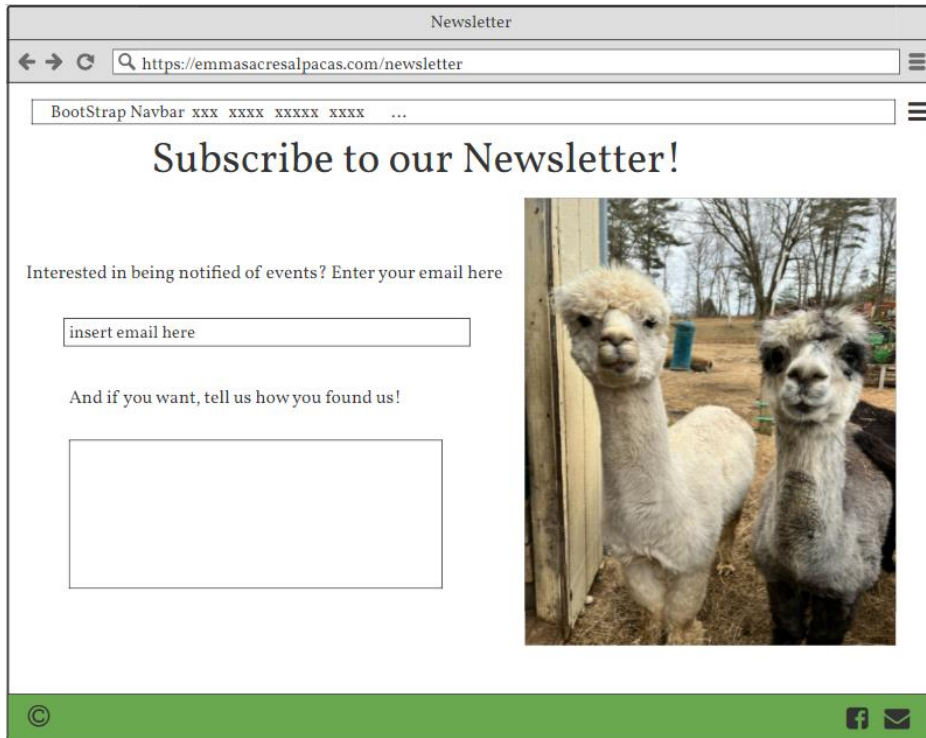 Newsletter
https://emmasacresalpacas.com/newsletter
BootStrap Navbar xxx xxxx xxxxx xxxx ...
Subscribe to our Newsletter!
Interested in being notified of events? Enter your email here
insert email here
And if you want, tell us how you found us!
©